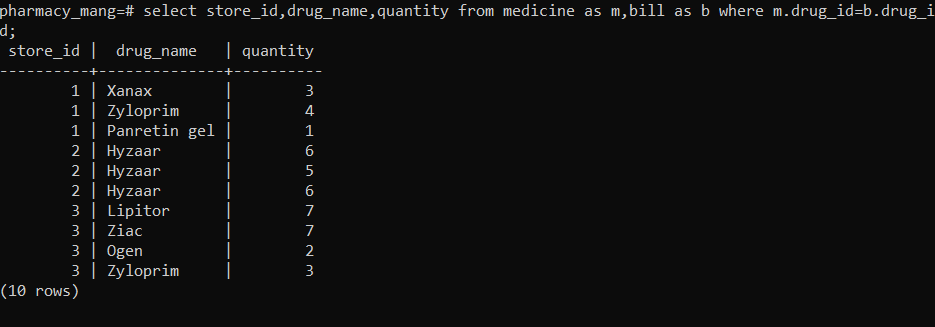 pharmacy_mang=# select store_id,drug_name,quantity from medicine as m,bill as b where m.drug_id=b.drug_i
d;
 store_id |  drug_name   | quantity
----------+--------------+----------
        1 | Xanax        |        3
        1 | Zyloprim     |        4
        1 | Panretin gel |        1
        2 | Hyzaar       |        6
        2 | Hyzaar       |        5
        2 | Hyzaar       |        6
        3 | Lipitor      |        7
        3 | Ziac         |        7
        3 | Ogen         |        2
        3 | Zyloprim     |        3
(10 rows)